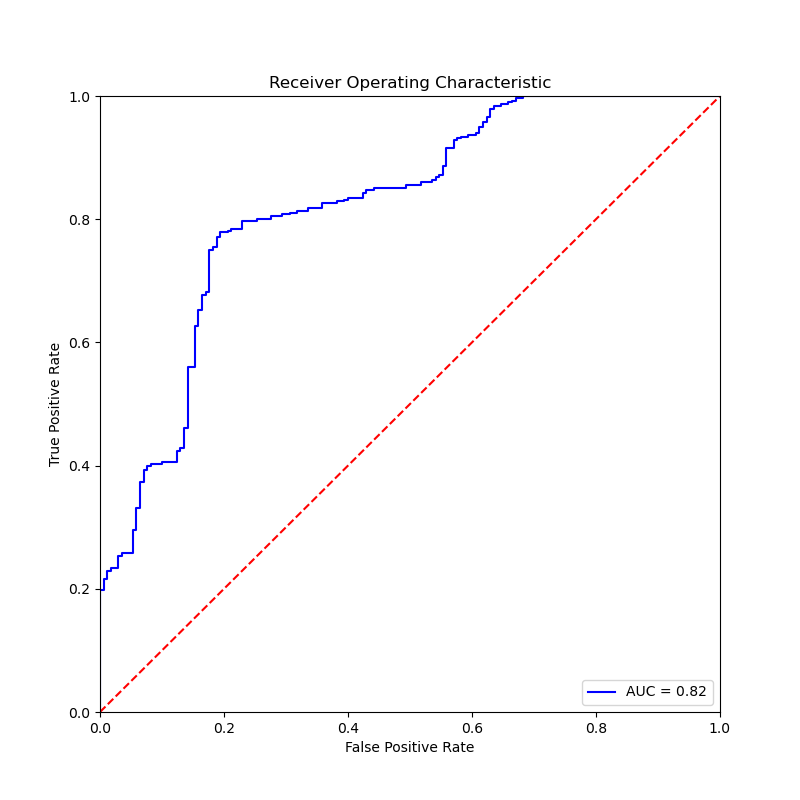 Receiver Operating Characteristic
1.0
0.8
0.6
0.4
0.2
0.0
True Positive Rate
AUC = 0.82
0.0 0.2 0.4 0.6 0.8 1.0
False Positive Rate